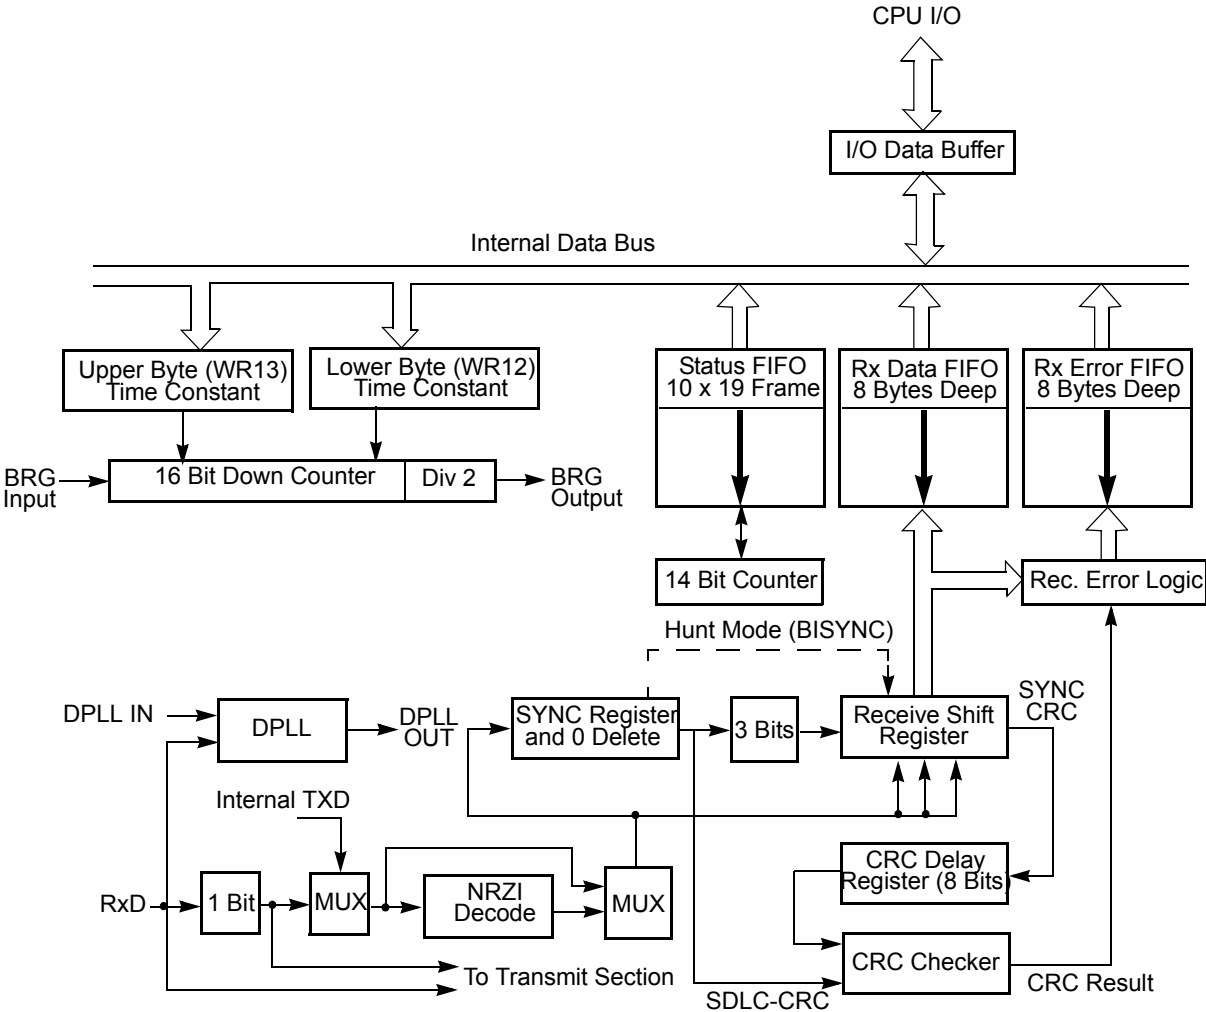 CPU I/O
I/O Data Buffer
Internal Data Bus
Upper Byte (WR13)
Time Constant
Lower Byte (WR12)
Time Constant
Status FIFO
10 x 19 Frame
Rx Data FIFO
8 Bytes Deep
Rx Error FIFO
8 Bytes Deep
BRG
Input
16 Bit Down Counter
Div 2
BRG
Output
14 Bit Counter
Rec. Error Logic
Hunt Mode (BISYNC)
DPLL IN
DPLL
DPLL
OUT
SYNC Register
and 0 Delete
3 Bits
Receive Shift
Register
SYNC
CRC
Internal TXD
RxD
1 Bit
MUX
NRZI
Decode
MUX
CRC Delay
Register (8 Bits)
To Transmit Section
CRC Checker
SDLC-CRC
CRC Result